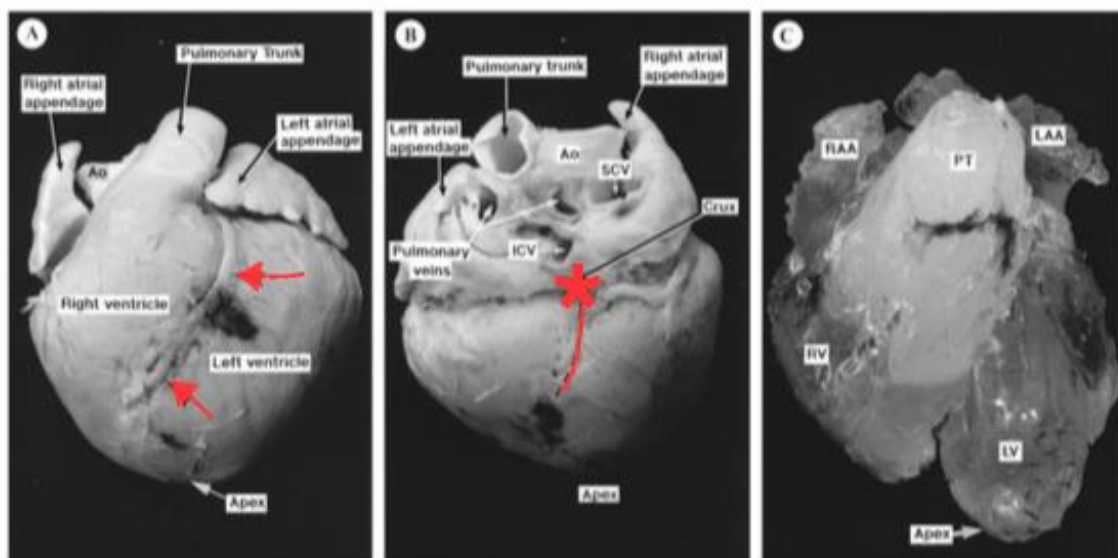 A
Pulmonary Trunk
Right atrial
appendage
Left atrial
appendage
Ao
Right ventricle
Left ventricle
Apex
B
Right atrial
appendage
Pulmonary trunk
Left atrial
appendage
Ao
SCV
Crux
Pulmonary
veins
ICV
Apex
C
RAA
LAA
PT
RV
LV
Apex